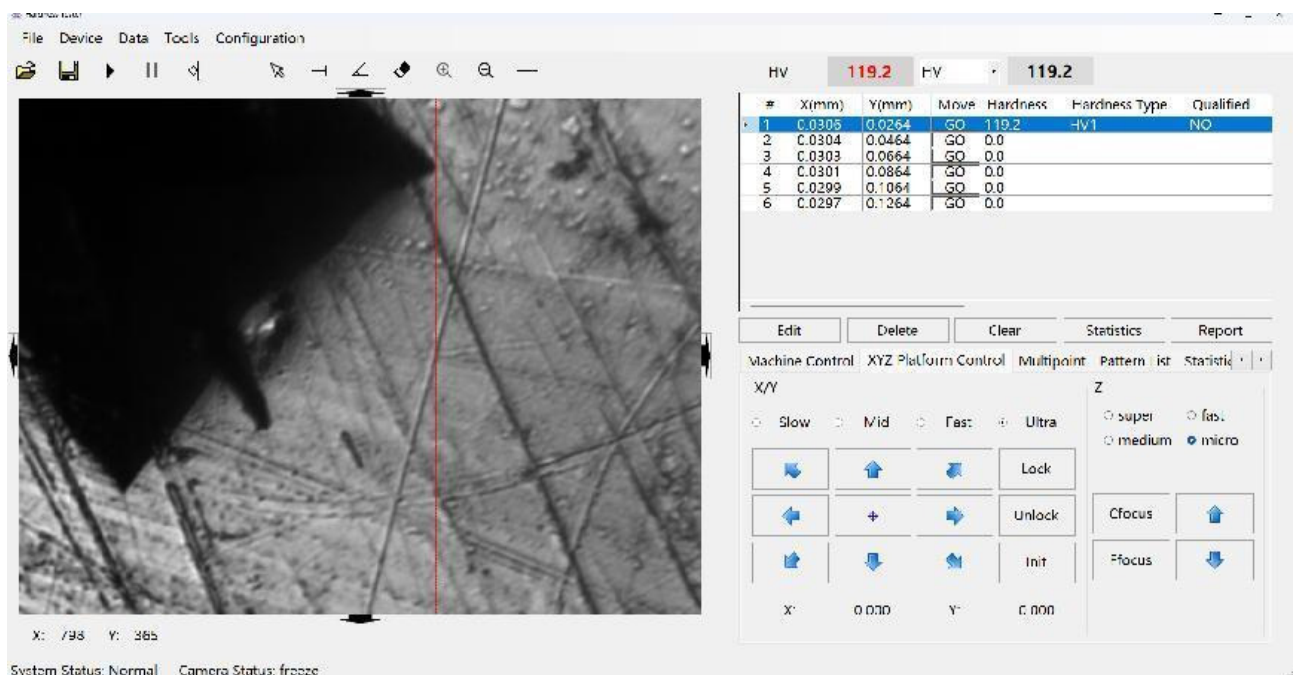 Hardness Tester
File Device Data Tools Configuration
HV 119.2 HV 119.2
# X(mm) Y(mm) Move Hardness Hardness Type Qualified
1 0.0306 0.0264 GO 119.2 HV1 NO
2 0.0304 0.0464 GO 0.0
3 0.0303 0.0664 GO 0.0
4 0.0301 0.0864 GO 0.0
5 0.0299 0.1064 GO 0.0
6 0.0297 0.1264 GO 0.0
Edit Delete Clear Statistics Report
Machine Control XYZ Platform Control Multipoint Pattern List Statistic
X/Y Z
Slow Mid Fast Ultra super fast
medium micro
Lock
Unlock Cfocus
Init Ffocus
X: 0.000 Y: 0.000
X: 798 Y: 365
System Status: Normal Camera Status: freeze